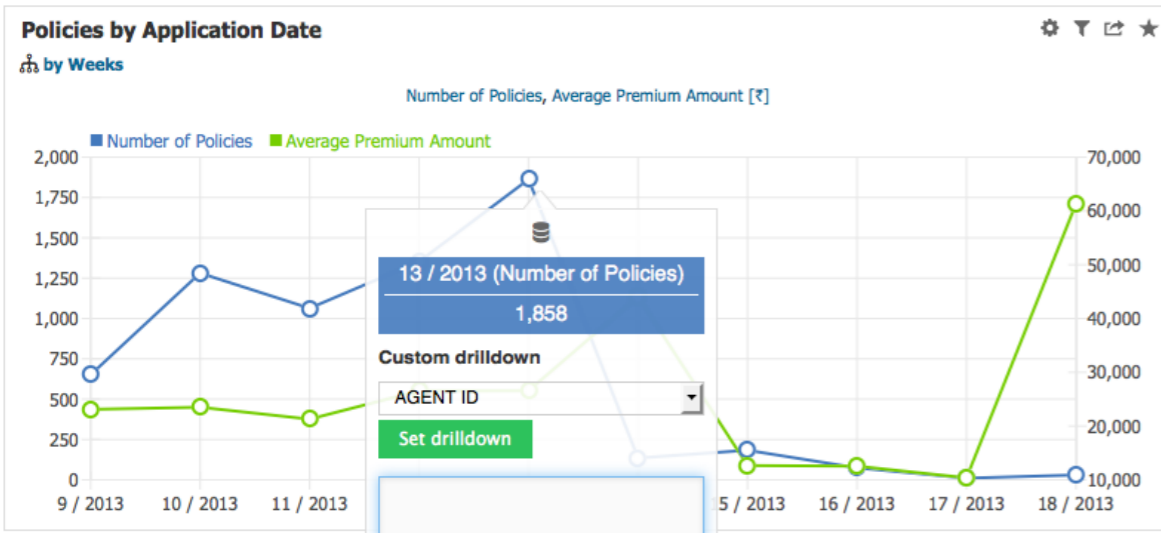 Policies by Application Date
by Weeks
Number of Policies, Average Premium Amount [₹]
Number of Policies Average Premium Amount
2,000 70,000
1,750 60,000
1,500
1,250 50,000
1,000 40,000
750
500 30,000
250 20,000
0 10,000
13 / 2013 (Number of Policies)
1,858
Custom drilldown
AGENT ID
Set drilldown
9 / 2013 10 / 2013 11 / 2013 5 / 2013 16 / 2013 17 / 2013 18 / 2013